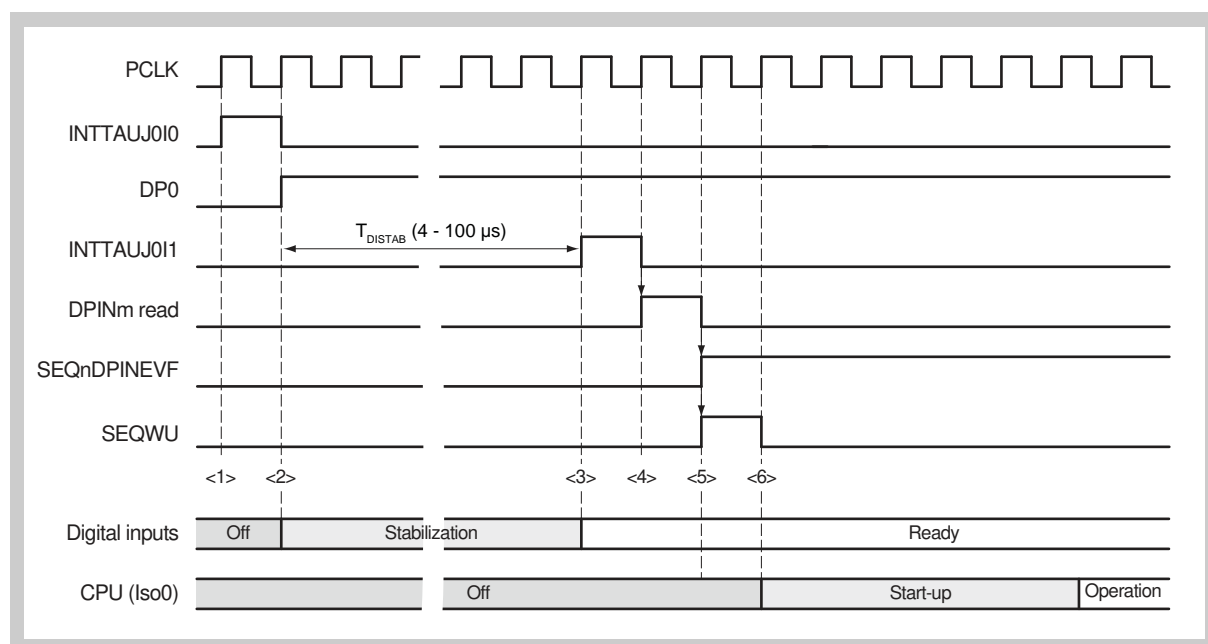 PCLK
INTTAUJ0I0
DP0
T DISTAB (4 - 100 µs)
INTTAUJ0I1
DPINm read
SEQnDPINEVF
SEQWU
<1> <2> <3> <4> <5> <6>
Digital inputs Off Stabilization Ready
CPU (Iso0) Off Start-up Operation